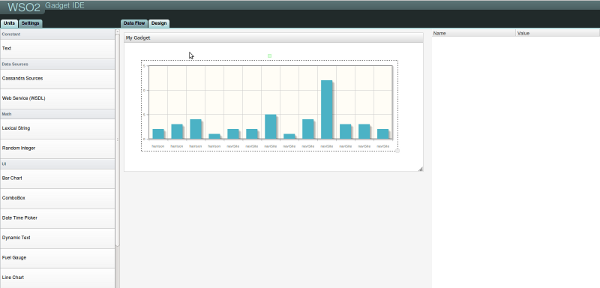 WSO2 Gadget IDE
Units Settings
Data Flow Design
Constant
Text
Data Sources
Cassandra Sources
Web Service (WSDL)
Math
Lexical String
Random Integer
UI
Bar Chart
ComboBox
Date Time Picker
Dynamic Text
Fuel Gauge
Line Chart
My Gadget
Name Value